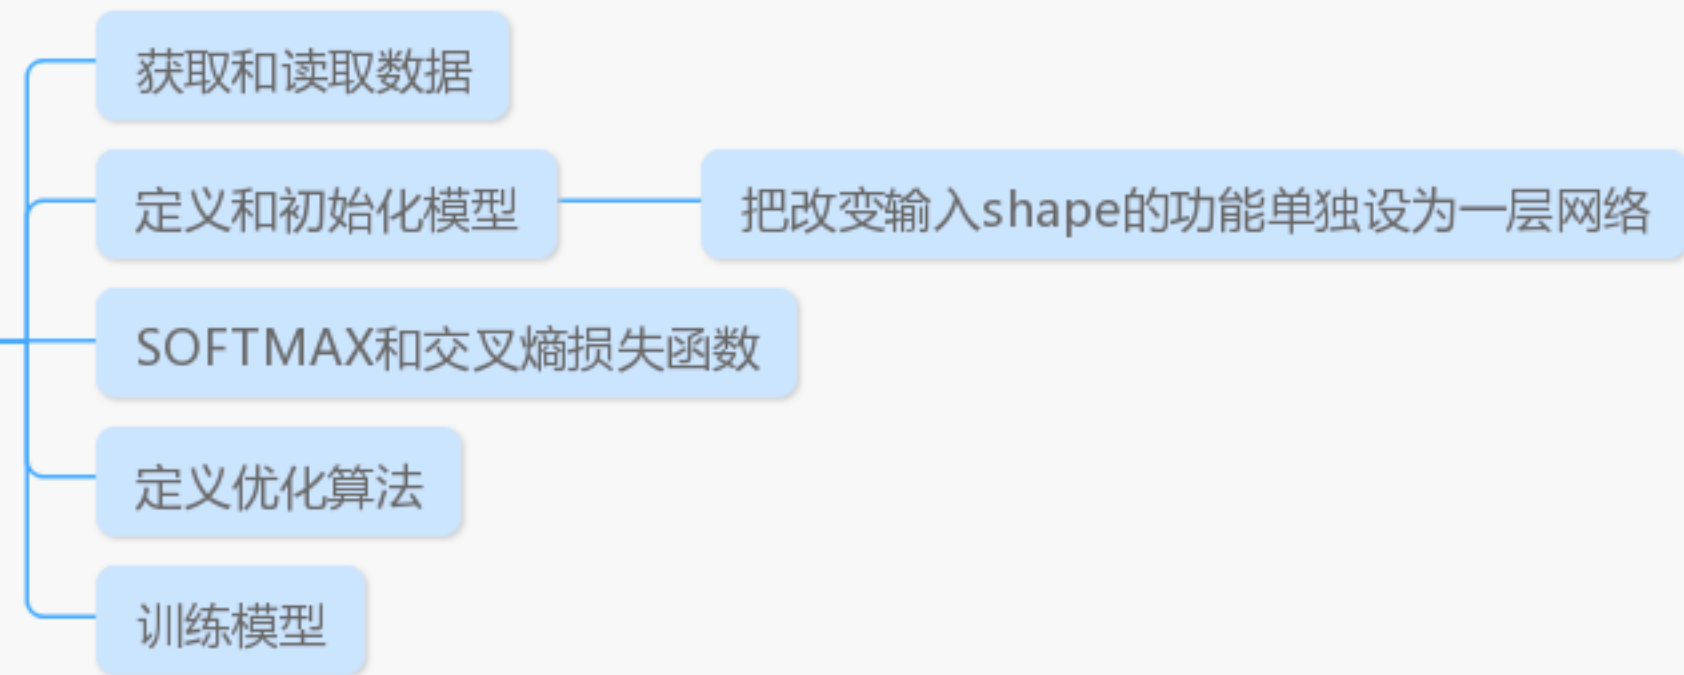 获取和读取数据
定义和初始化模型
把改变输入shape的功能单独设为一层网络
SOFTMAX和交叉熵损失函数
定义优化算法
训练模型